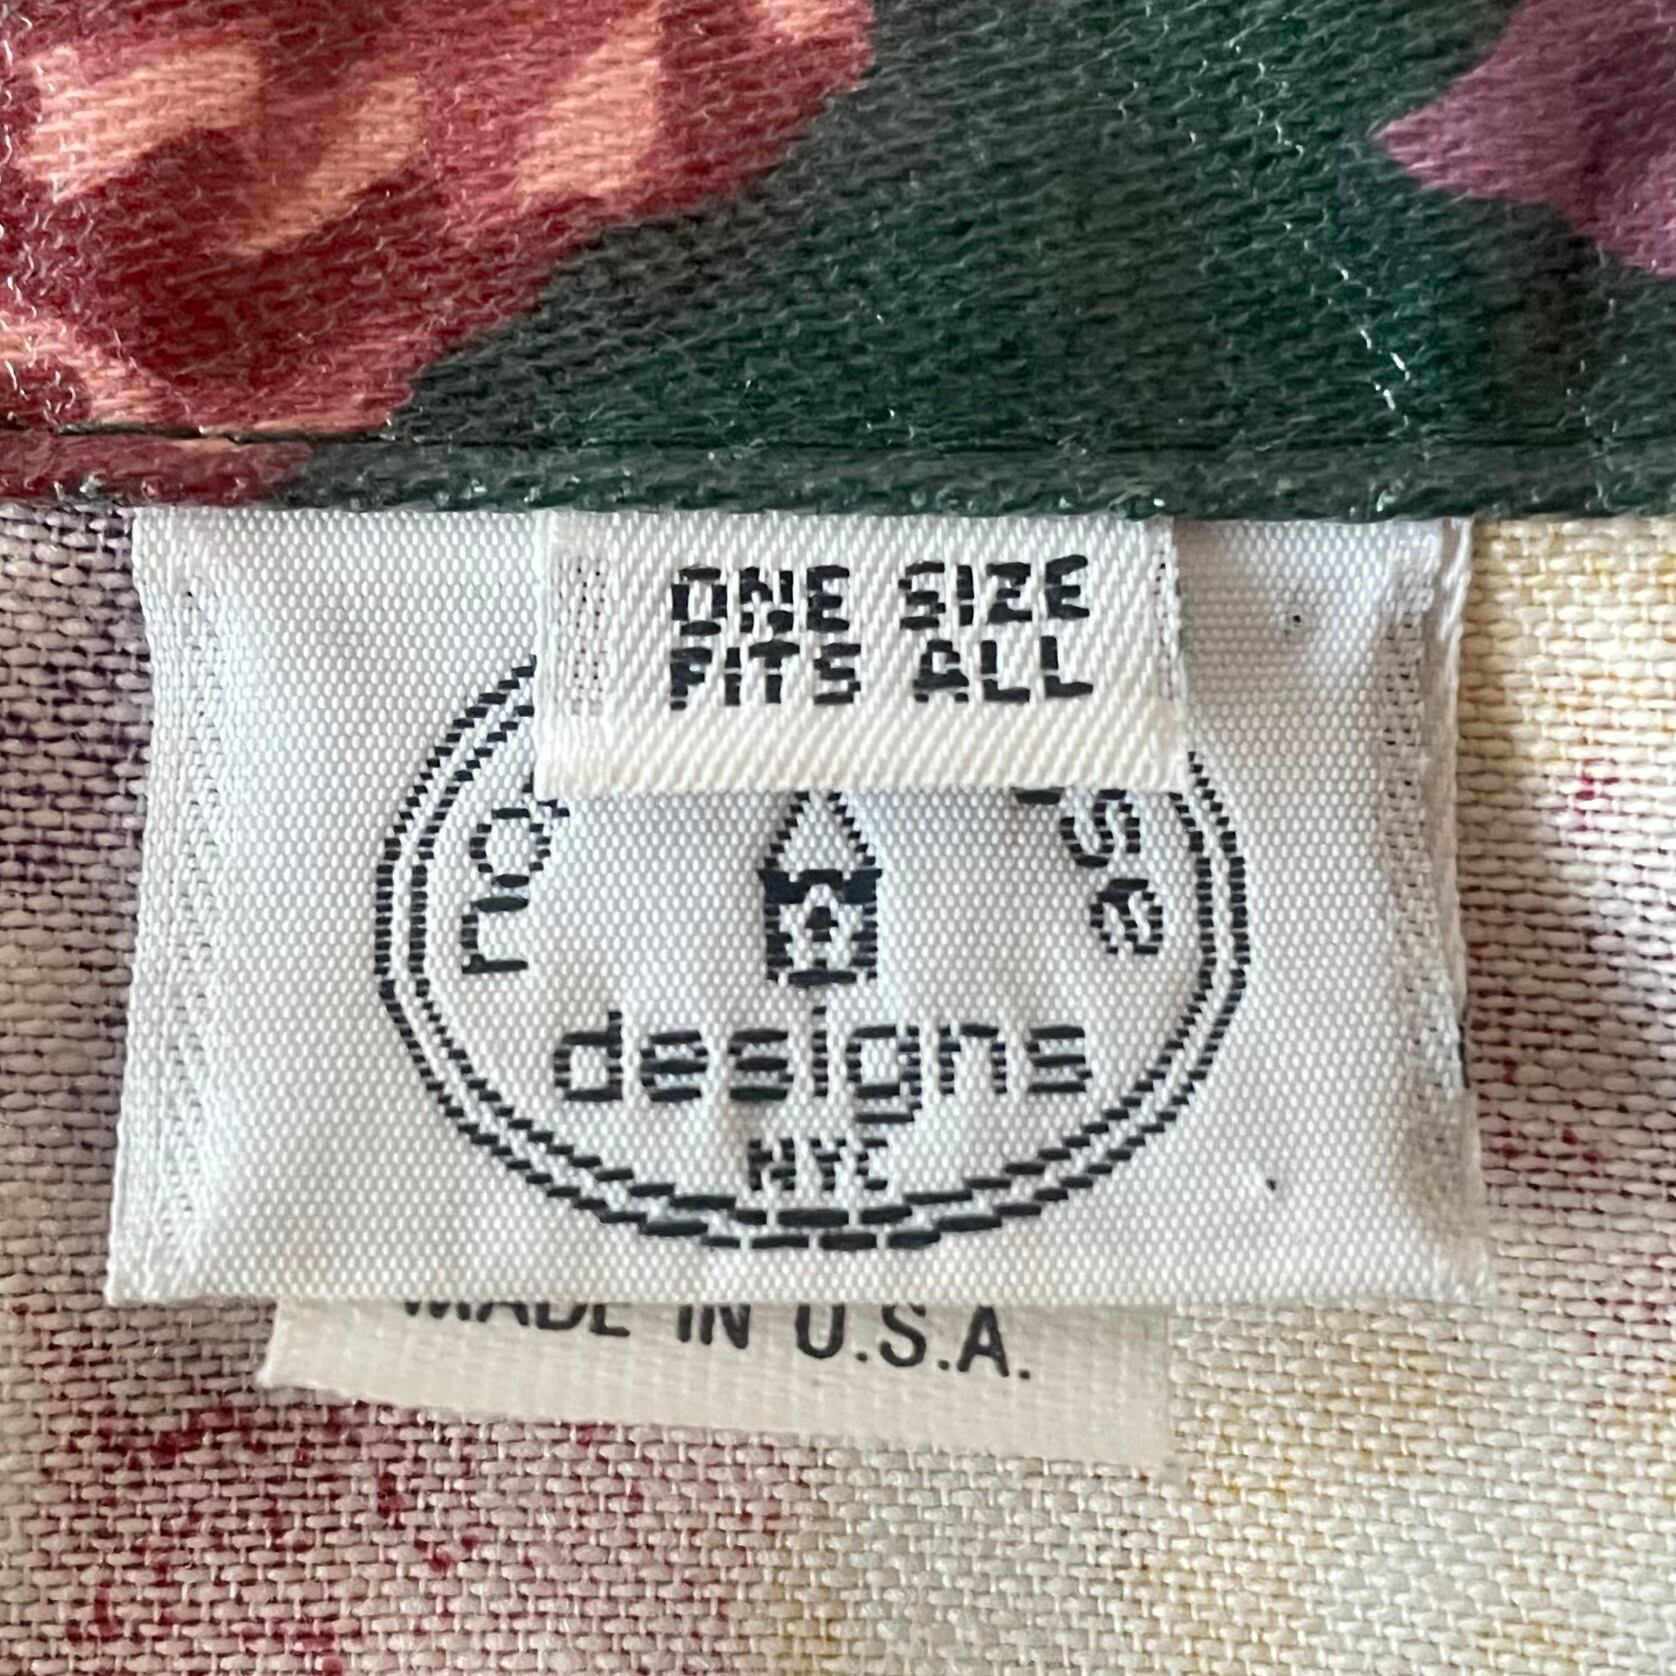 ONE SIZE
FITS ALL
designs
NYC
MADE IN U.S.A.